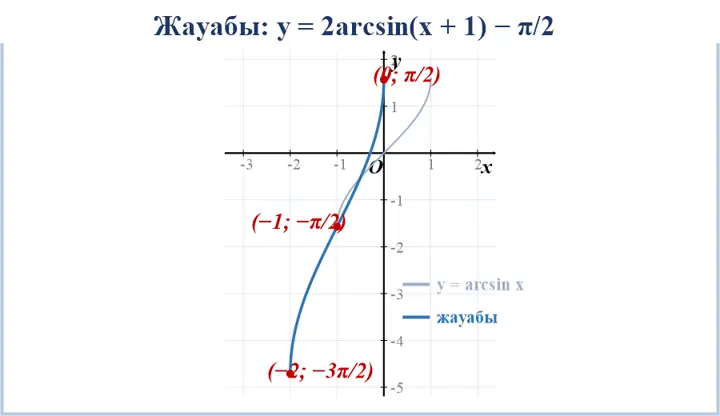 Жауабы: y = 2arcsin(x + 1) − π/2
y
2
(0; π/2)
1
-3 -2 -1 O 1 2 x
-1
(−1; −π/2)
-2
y = arcsin x
-3
жауабы
-4
(−2; −3π/2)
-5